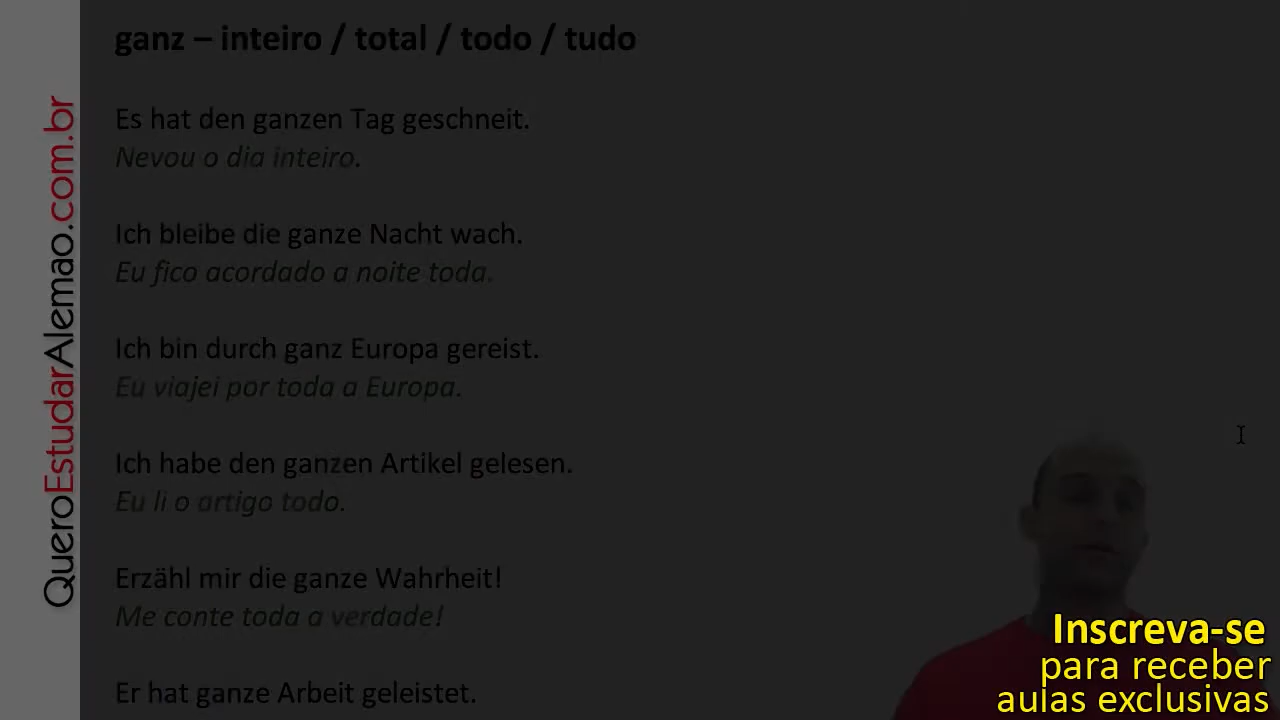 ganz – inteiro / total / todo / tudo
Es hat den ganzen Tag geschneit.
Nevou o dia inteiro.
Ich bleibe die ganze Nacht wach.
Eu fico acordado a noite toda.
Ich bin durch ganz Europa gereist.
Eu viajei por toda a Europa.
Ich habe den ganzen Artikel gelesen.
Eu li o artigo todo.
Erzähl mir die ganze Wahrheit!
Me conte toda a verdade!
Er hat ganze Arbeit geleistet.
QueroEstudarAlemao.com.br
Inscreva-se
para receber
aulas exclusivas